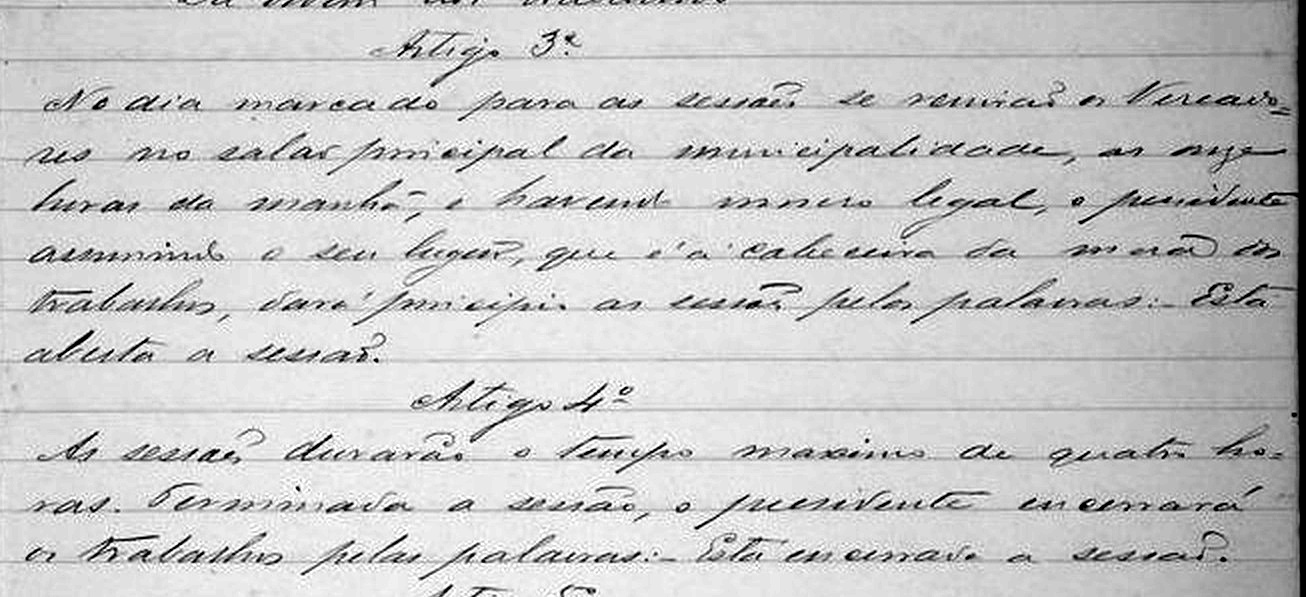 Artigo 3º
No dia marcado para as sessões se reunirão os Vereado=
res no salão principal da municipalidade, as onze
horas da manhã, e havendo numero legal, o presidente
assumindo o seu lugar, que é a cabeceira da mesa dos
trabalhos, dará principio as sessões pelas palavras:- Está
aberta a sessão.
Artigo 4º
As sessões durarão o tempo maximo de quatro ho=
ras. Terminada a sessão, o presidente encerrará
os trabalhos pelas palavras:- Está encerrada a sessão.